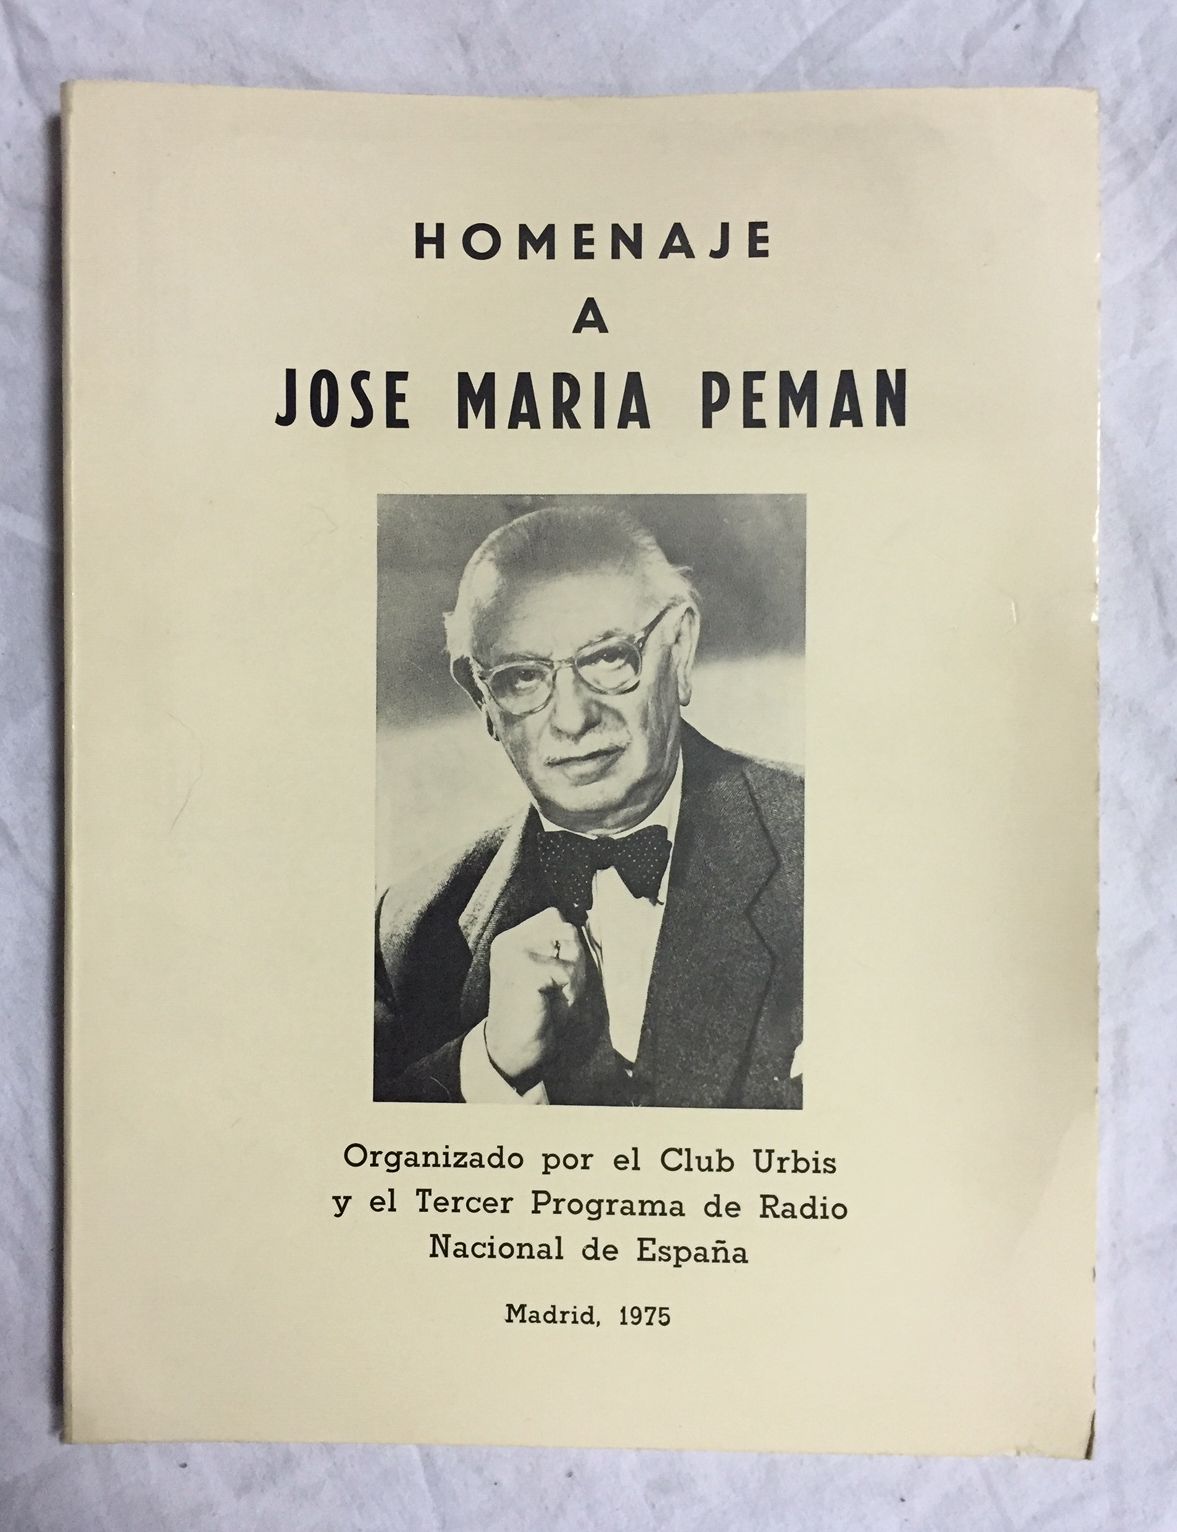 HOMENAJE
A
JOSE MARIA PEMAN
Organizado por el Club Urbis
y el Tercer Programa de Radio
Nacional de España
Madrid, 1975